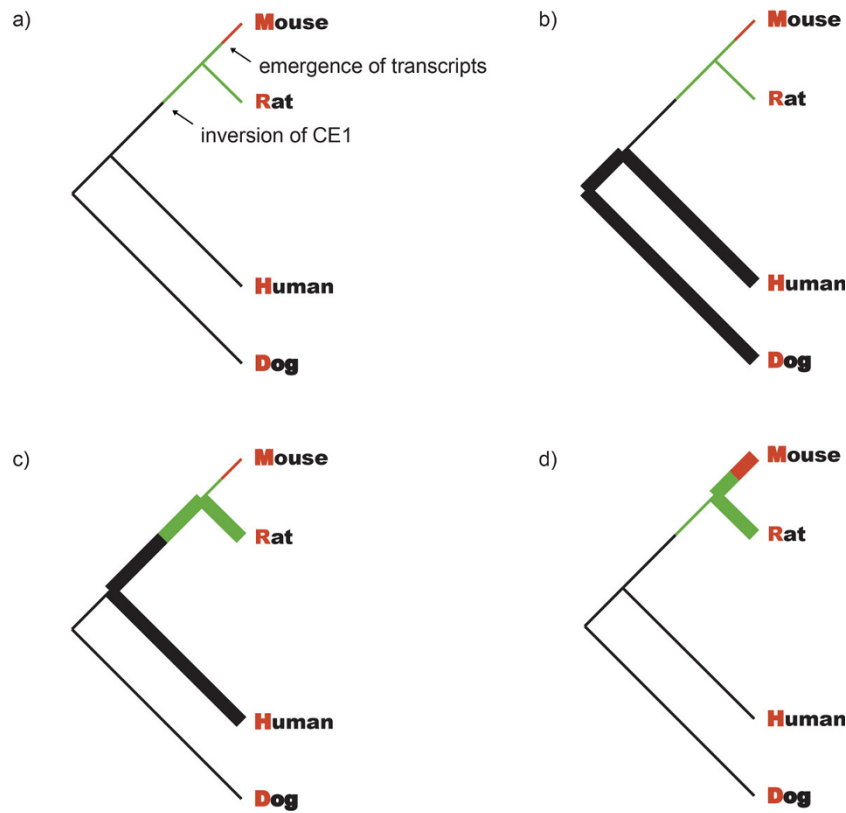 a)
Mouse
emergence of transcripts
Rat
inversion of CE1
Human
Dog
b)
Mouse
Rat
Human
Dog
c)
Mouse
Rat
Human
Dog
d)
Mouse
Rat
Human
Dog